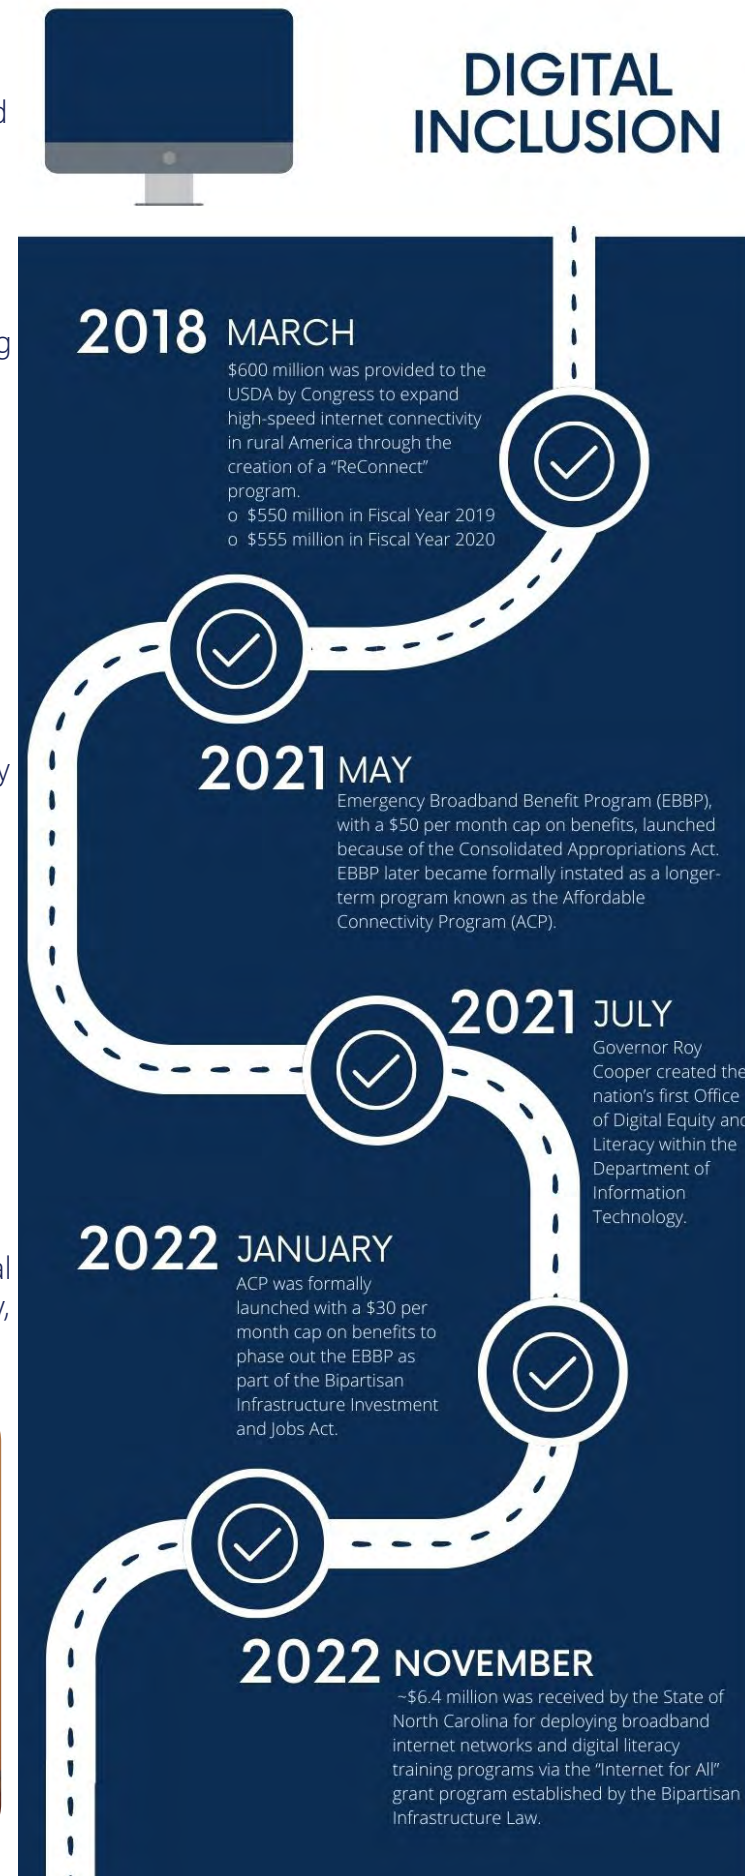 DIGITAL
INCLUSION
2018 MARCH
$600 million was provided to the
USDA by Congress to expand
high-speed internet connectivity
in rural America through the
creation of a “ReConnect”
program.
o $550 million in Fiscal Year 2019
o $555 million in Fiscal Year 2020
2021 MAY
Emergency Broadband Benefit Program (EBBP),
with a $50 per month cap on benefits, launched
because of the Consolidated Appropriations Act.
EBBP later became formally instated as a longer-
term program known as the Affordable
Connectivity Program (ACP).
2021 JULY
Governor Roy
Cooper created the
nation’s first Office
of Digital Equity and
Literacy within the
Department of
Information
Technology.
2022 JANUARY
ACP was formally
launched with a $30 per
month cap on benefits to
phase out the EBBP as
part of the Bipartisan
Infrastructure Investment
and Jobs Act.
2022 NOVEMBER
~$6.4 million was received by the State of
North Carolina for deploying broadband
internet networks and digital literacy
training programs via the “Internet for All”
grant program established by the Bipartisan
Infrastructure Law.